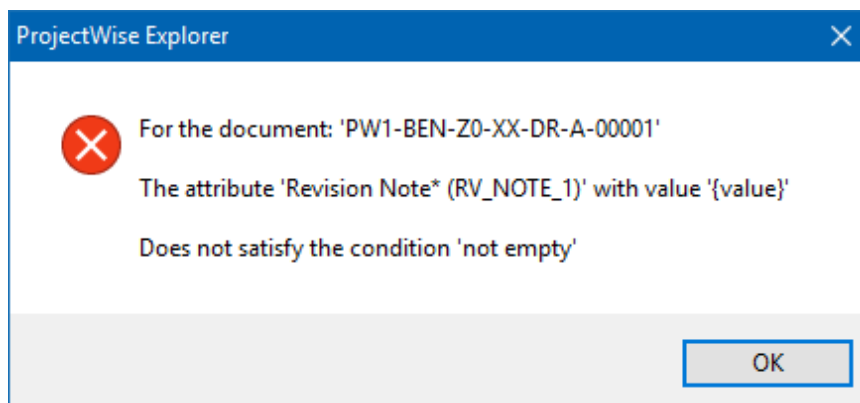 ProjectWise Explorer
For the document: 'PW1-BEN-Z0-XX-DR-A-00001'
The attribute 'Revision Note* (RV_NOTE_1)' with value '{value}'
Does not satisfy the condition 'not empty'
OK